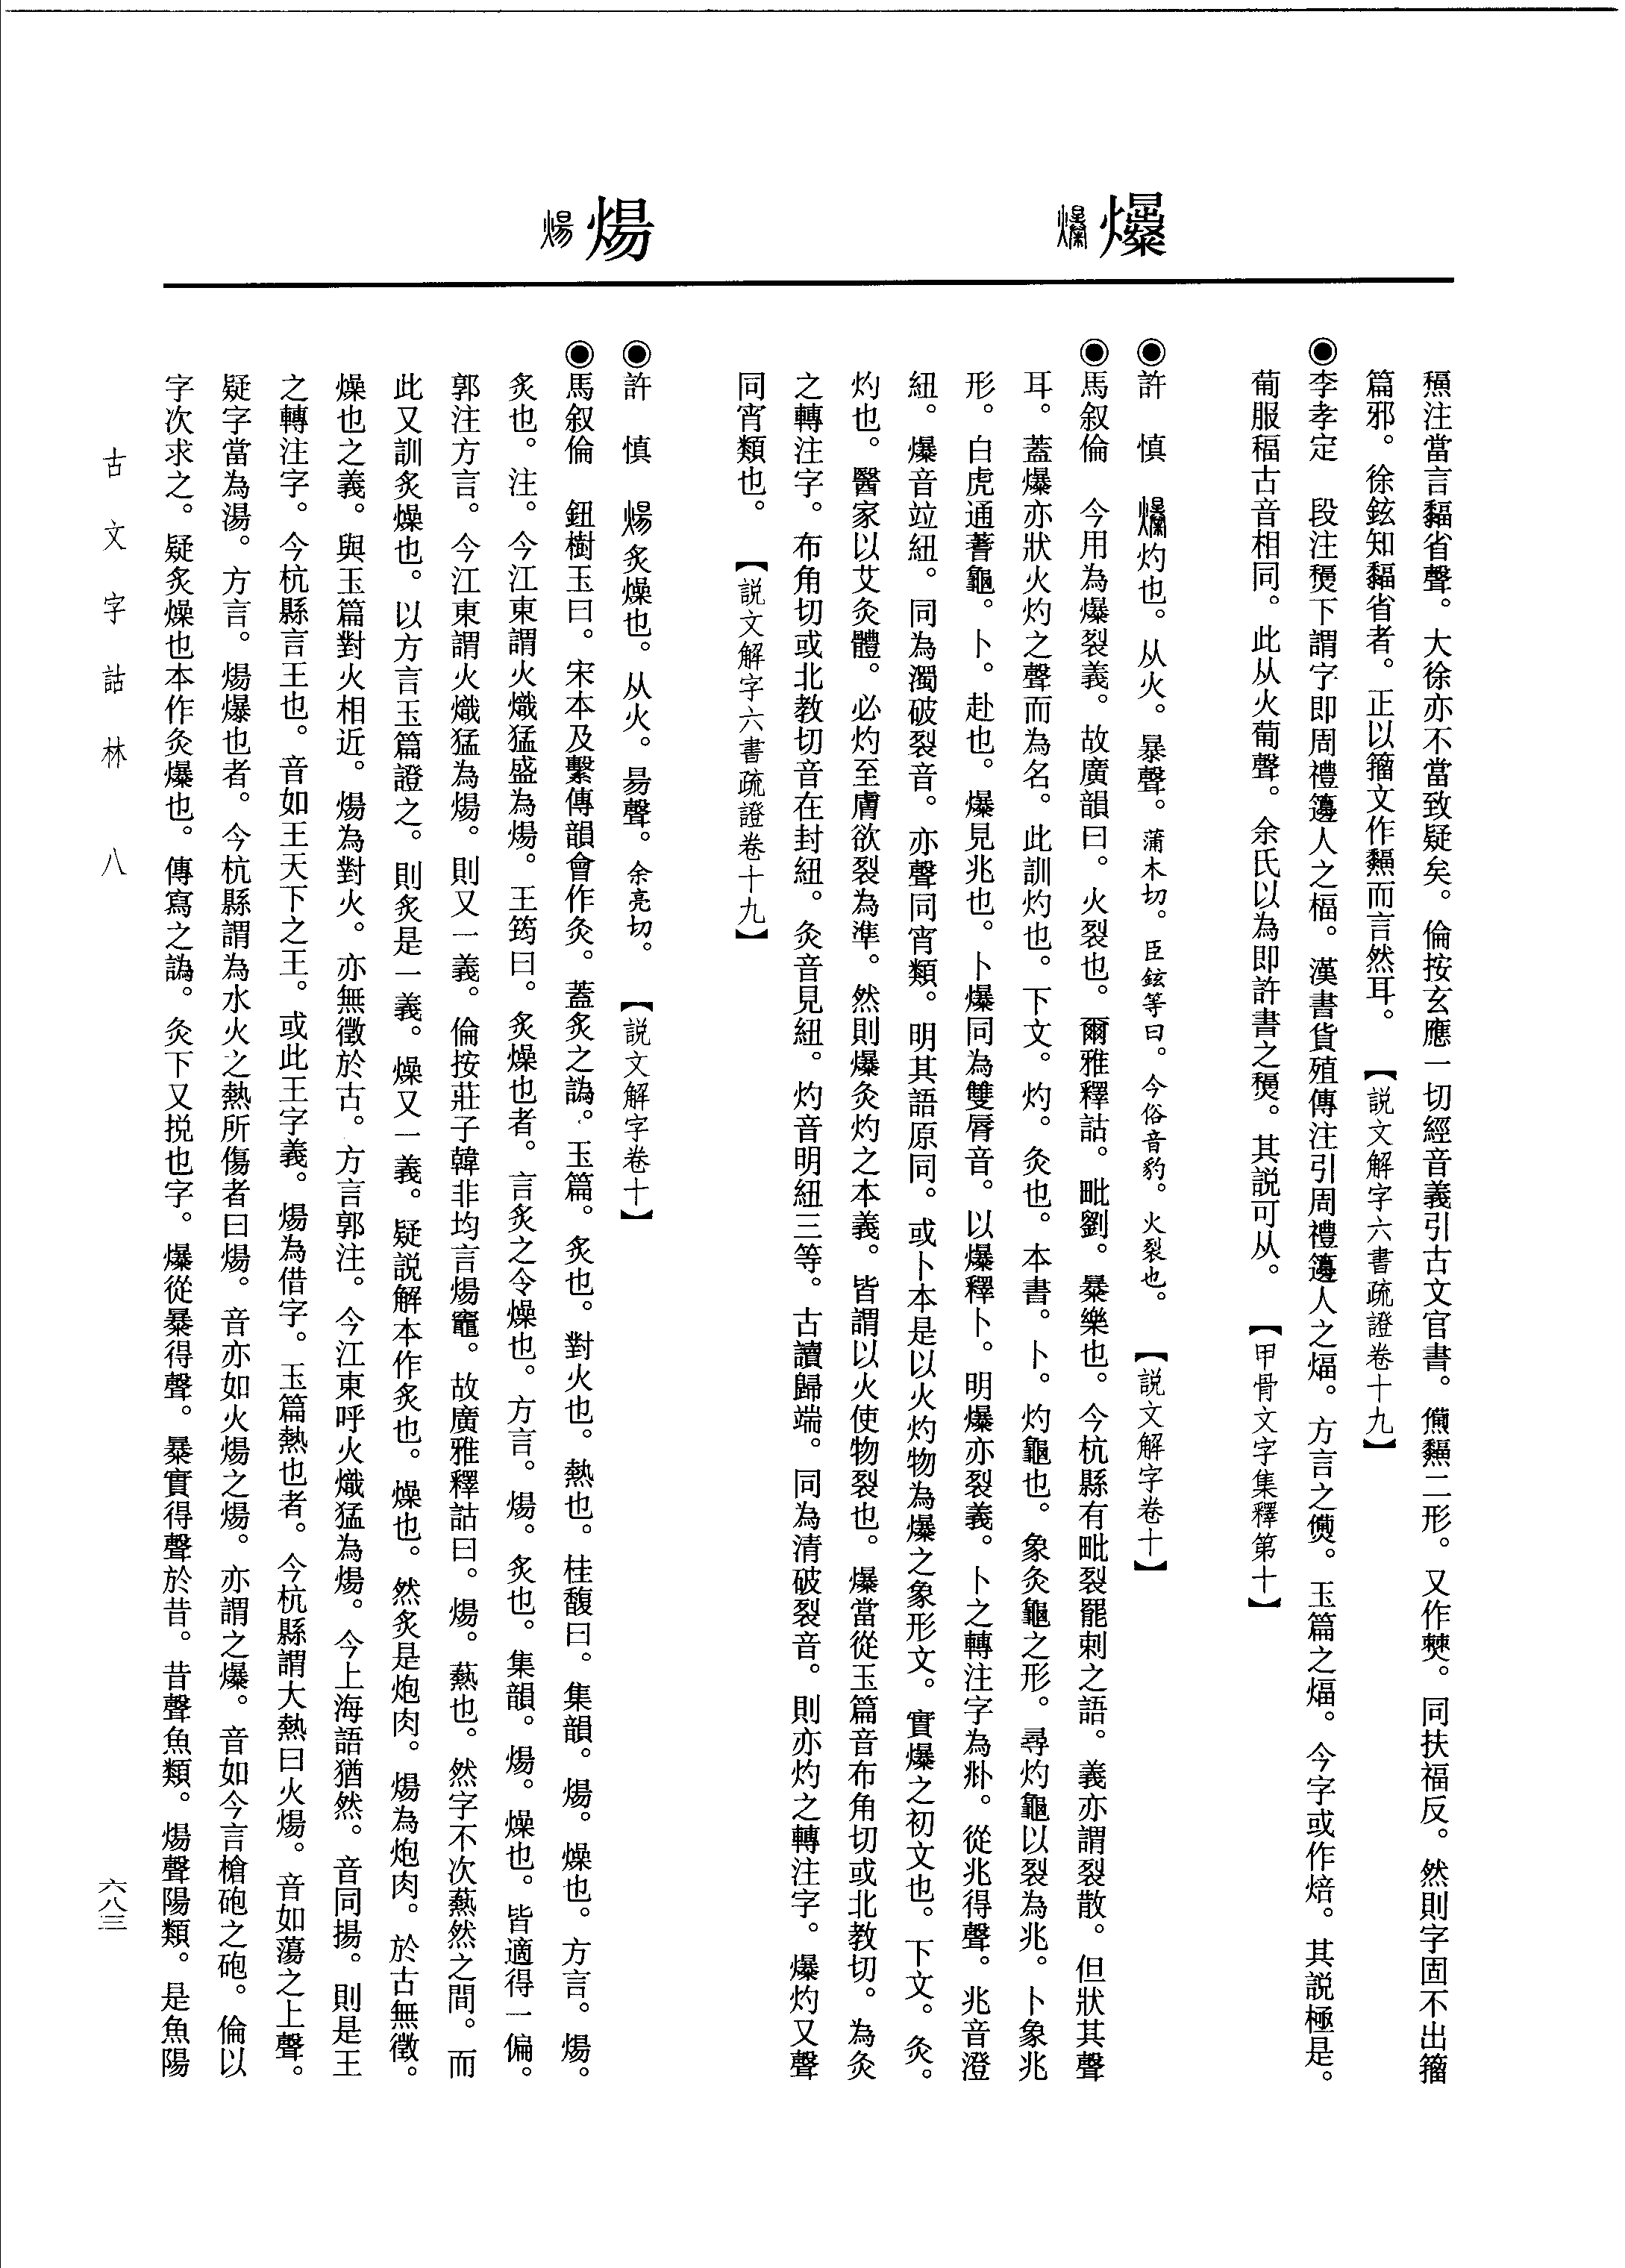 爆
煬
𥻘注當言𤑔省聲。大徐亦不當致疑矣。倫按玄應一切經音義引古文官書。二形。又作㷶。同扶福反。然則字固不出籀
篇邪。徐鉉知省者。正以籀文作而言然耳。【説文解字六書疏證卷十九】
◉李孝定　段注下謂字即周禮籩人之楅。漢書貨殖傳注引周禮籩人之煏。方言之㷶。玉篇之煏。今字或作焙。其説極是。
葡服稫古音相同。此从火葡聲。余氏以為即許書之。其説可从。【甲骨文字集釋第十】
◉許　慎　爆灼也。从火。暴聲。蒲木切。臣鉉等曰。今俗音豹。火裂也。【説文解字卷十】
◉馬叙倫　今用為爆裂義。故廣韻曰。火裂也。爾雅釋詁。毗劉。暴樂也。今杭縣有毗裂罷剌之語。義亦謂裂散。但狀其聲
耳。蓋爆亦狀火灼之聲而為名。此訓灼也。下文。灼。灸也。本書。卜。灼龜也。象灸龜之形。尋灼龜以裂為兆。卜象兆
形。白虎通蓍龜。卜。赴也。爆見兆也。卜爆同為雙脣音。以爆釋卜。明爆亦裂義。卜之轉注字為𠧞。從兆得聲。兆音澄
紐。爆音竝紐。同為濁破裂音。亦聲同宵類。明其語原同。或卜本是以火灼物為爆之象形文。實爆之初文也。下文。灸。
灼也。醫家以艾灸體。必灼至膚欲裂為準。然則爆灸灼之本義。皆謂以火使物裂也。爆當從玉篇音布角切或北教切。為灸
之轉注字。布角切或北教切音在封紐。灸音見紐。灼音明紐三等。古讀歸端。同為清破裂音。則亦灼之轉注字。爆灼又聲
同宵類也。【説文解字六書疏證卷十九】
◉許　慎　煬炙燥也。从火。昜聲。余亮切。【説文解字卷十】
◉馬叙倫　鈕樹玉曰。宋本及繫傳韻會作灸。蓋炙之譌。玉篇。炙也。對火也。熱也。桂馥曰。集韻。煬。燥也。方言。煬。
炙也。注。今江東謂火熾猛盛為煬。王筠曰。炙燥也者。言炙之令燥也。方言。煬。炙也。集韻。煬。燥也。皆適得一偏。
郭注方言。今江東謂火熾猛為煬。則又一義。倫按莊子韓非均言煬竈。故廣雅釋詁曰。煬。爇也。然字不次爇然之間。而
此又訓炙燥也。以方言玉篇證之。則炙是一義。燥又一義。疑説解本作炙也。燥也。然炙是炮肉。煬為炮肉。於古無徵。
燥也之義。與玉篇對火相近。煬為對火。亦無徵於古。方言郭注。今江東呼火熾猛為煬。今上海語猶然。音同揚。則是王
之轉注字。今杭縣言王也。音如王天下之王。或此王字義。煬為借字。玉篇熱也者。今杭縣謂大熱曰火煬。音如蕩之上聲。
疑字當為湯。方言。煬爆也者。今杭縣謂為水火之熱所傷者曰煬。音亦如火煬之煬。亦謂之爆。音如今言槍砲之砲。倫以
字次求之。疑炙燥也本作灸爆也。傳寫之譌。灸下又挩也字。爆從暴得聲。暴實得聲於昔。昔聲魚類。煬聲陽類。是魚陽
古文字詁林　八
六八三